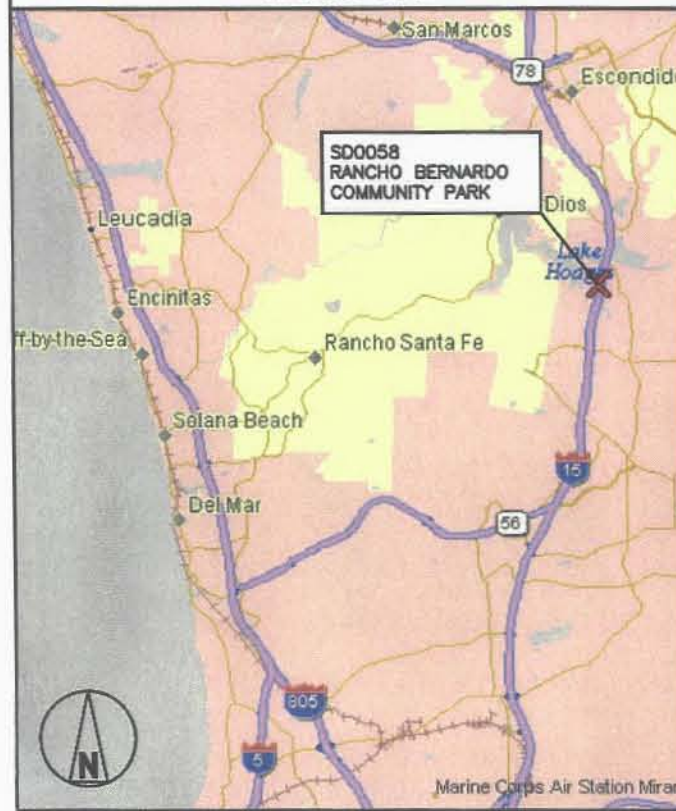 San Marcos
78
Escondido
SD0058
RANCHO BERNARDO
COMMUNITY PARK
Dios
Leucadia
Lake
Hodges
Encinitas
ff-by-the-Sea
Rancho Santa Fe
Solana Beach
15
Del Mar
56
805
5
N
Marine Corps Air Station Mirar